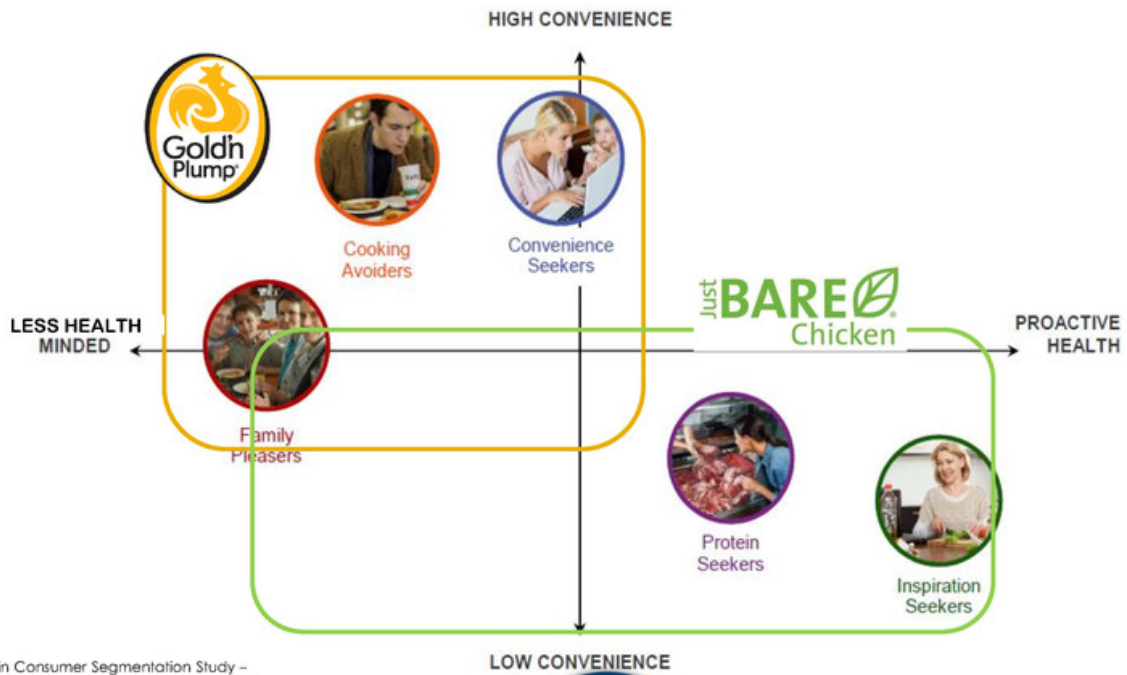 HIGH CONVENIENCE
Gold'n
Plump®
Cooking
Avoiders
Convenience
Seekers
Just
BARE®
Chicken
LESS HEALTH
MINDED
PROACTIVE
HEALTH
Family
Pleasers
Protein
Seekers
Inspiration
Seekers
in Consumer Segmentation Study –
LOW CONVENIENCE